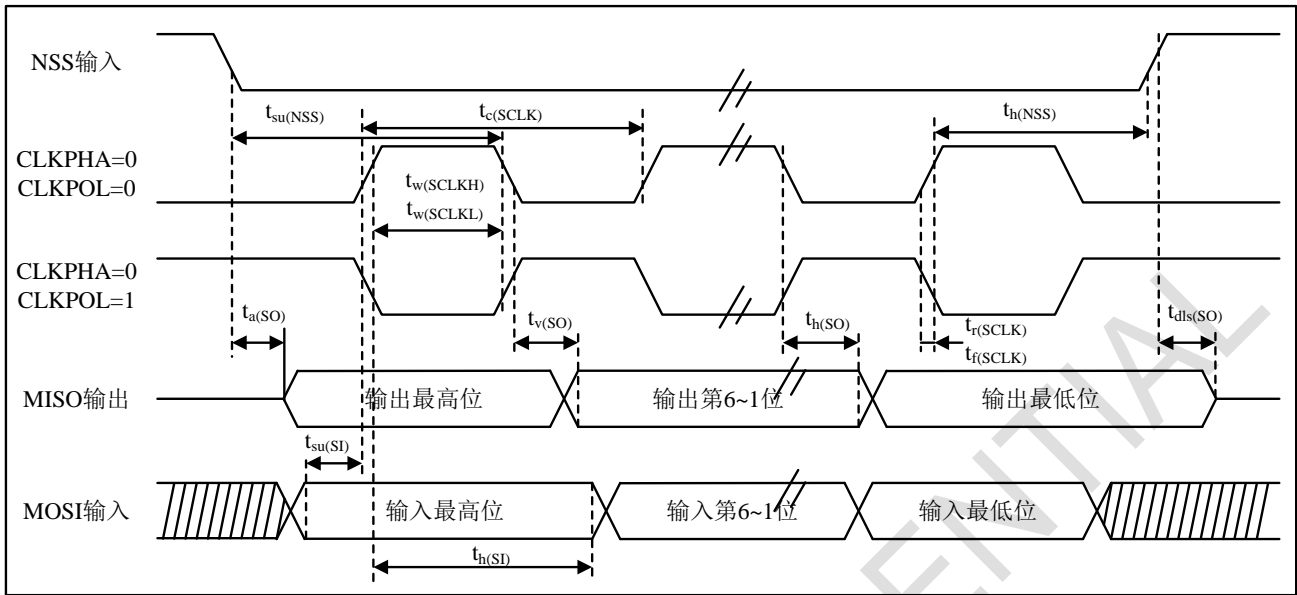 NSS输入
tsu(NSS)
tc(SCLK)
th(NSS)
CLKPHA=0
CLKPOL=0
tw(SCLKH)
tw(SCLKL)
CLKPHA=0
CLKPOL=1
ta(SO)
tv(SO)
th(SO)
tr(SCLK)
tf(SCLK)
tdls(SO)
MISO输出
输出最高位
输出第6~1位
输出最低位
tsu(SI)
MOSI输入
输入最高位
输入第6~1位
输入最低位
th(SI)
ENTIAL